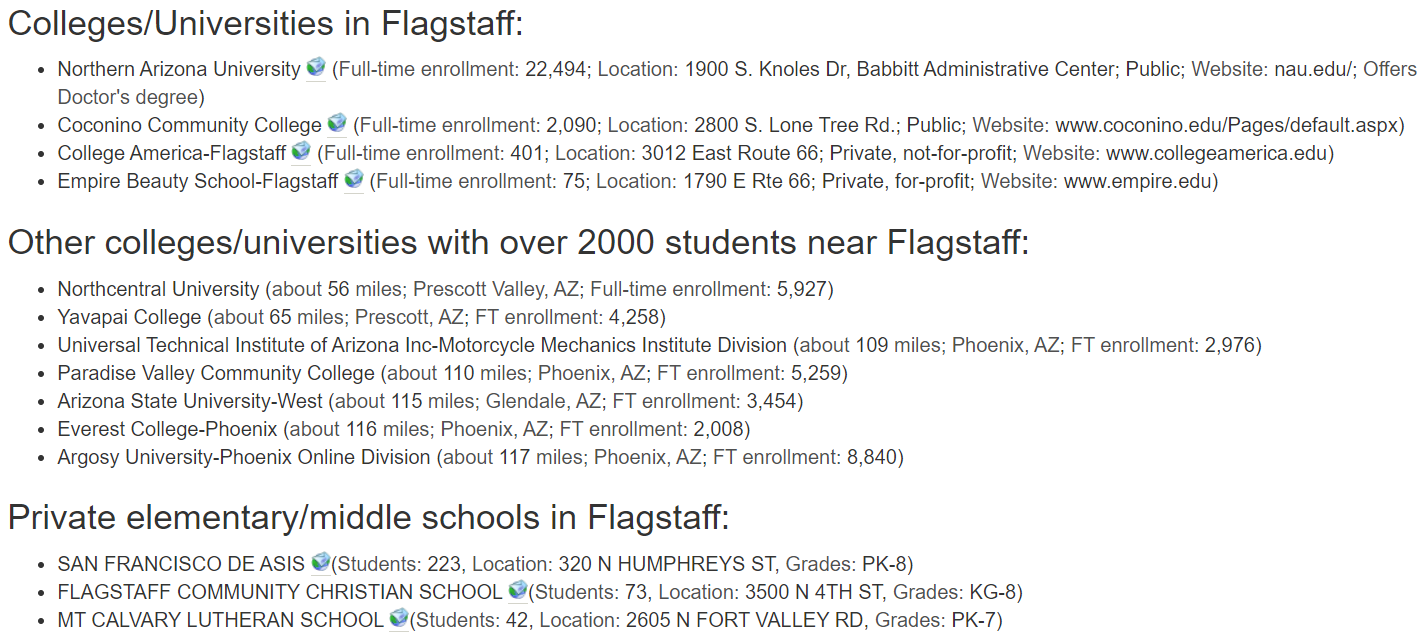 Colleges/Universities in Flagstaff:
Northern Arizona University (Full-time enrollment: 22,494; Location: 1900 S. Knoles Dr, Babbitt Administrative Center; Public; Website: nau.edu/; Offers
Doctor's degree)
Coconino Community College (Full-time enrollment: 2,090; Location: 2800 S. Lone Tree Rd.; Public; Website: www.coconino.edu/Pages/default.aspx)
College America-Flagstaff (Full-time enrollment: 401; Location: 3012 East Route 66; Private, not-for-profit; Website: www.collegeamerica.edu)
Empire Beauty School-Flagstaff (Full-time enrollment: 75; Location: 1790 E Rte 66; Private, for-profit; Website: www.empire.edu)
Other colleges/universities with over 2000 students near Flagstaff:
Northcentral University (about 56 miles; Prescott Valley, AZ; Full-time enrollment: 5,927)
Yavapai College (about 65 miles; Prescott, AZ; FT enrollment: 4,258)
Universal Technical Institute of Arizona Inc-Motorcycle Mechanics Institute Division (about 109 miles; Phoenix, AZ; FT enrollment: 2,976)
Paradise Valley Community College (about 110 miles; Phoenix, AZ; FT enrollment: 5,259)
Arizona State University-West (about 115 miles; Glendale, AZ; FT enrollment: 3,454)
Everest College-Phoenix (about 116 miles; Phoenix, AZ; FT enrollment: 2,008)
Argosy University-Phoenix Online Division (about 117 miles; Phoenix, AZ; FT enrollment: 8,840)
Private elementary/middle schools in Flagstaff:
SAN FRANCISCO DE ASIS (Students: 223, Location: 320 N HUMPHREYS ST, Grades: PK-8)
FLAGSTAFF COMMUNITY CHRISTIAN SCHOOL (Students: 73, Location: 3500 N 4TH ST, Grades: KG-8)
MT CALVARY LUTHERAN SCHOOL (Students: 42, Location: 2605 N FORT VALLEY RD, Grades: PK-7)